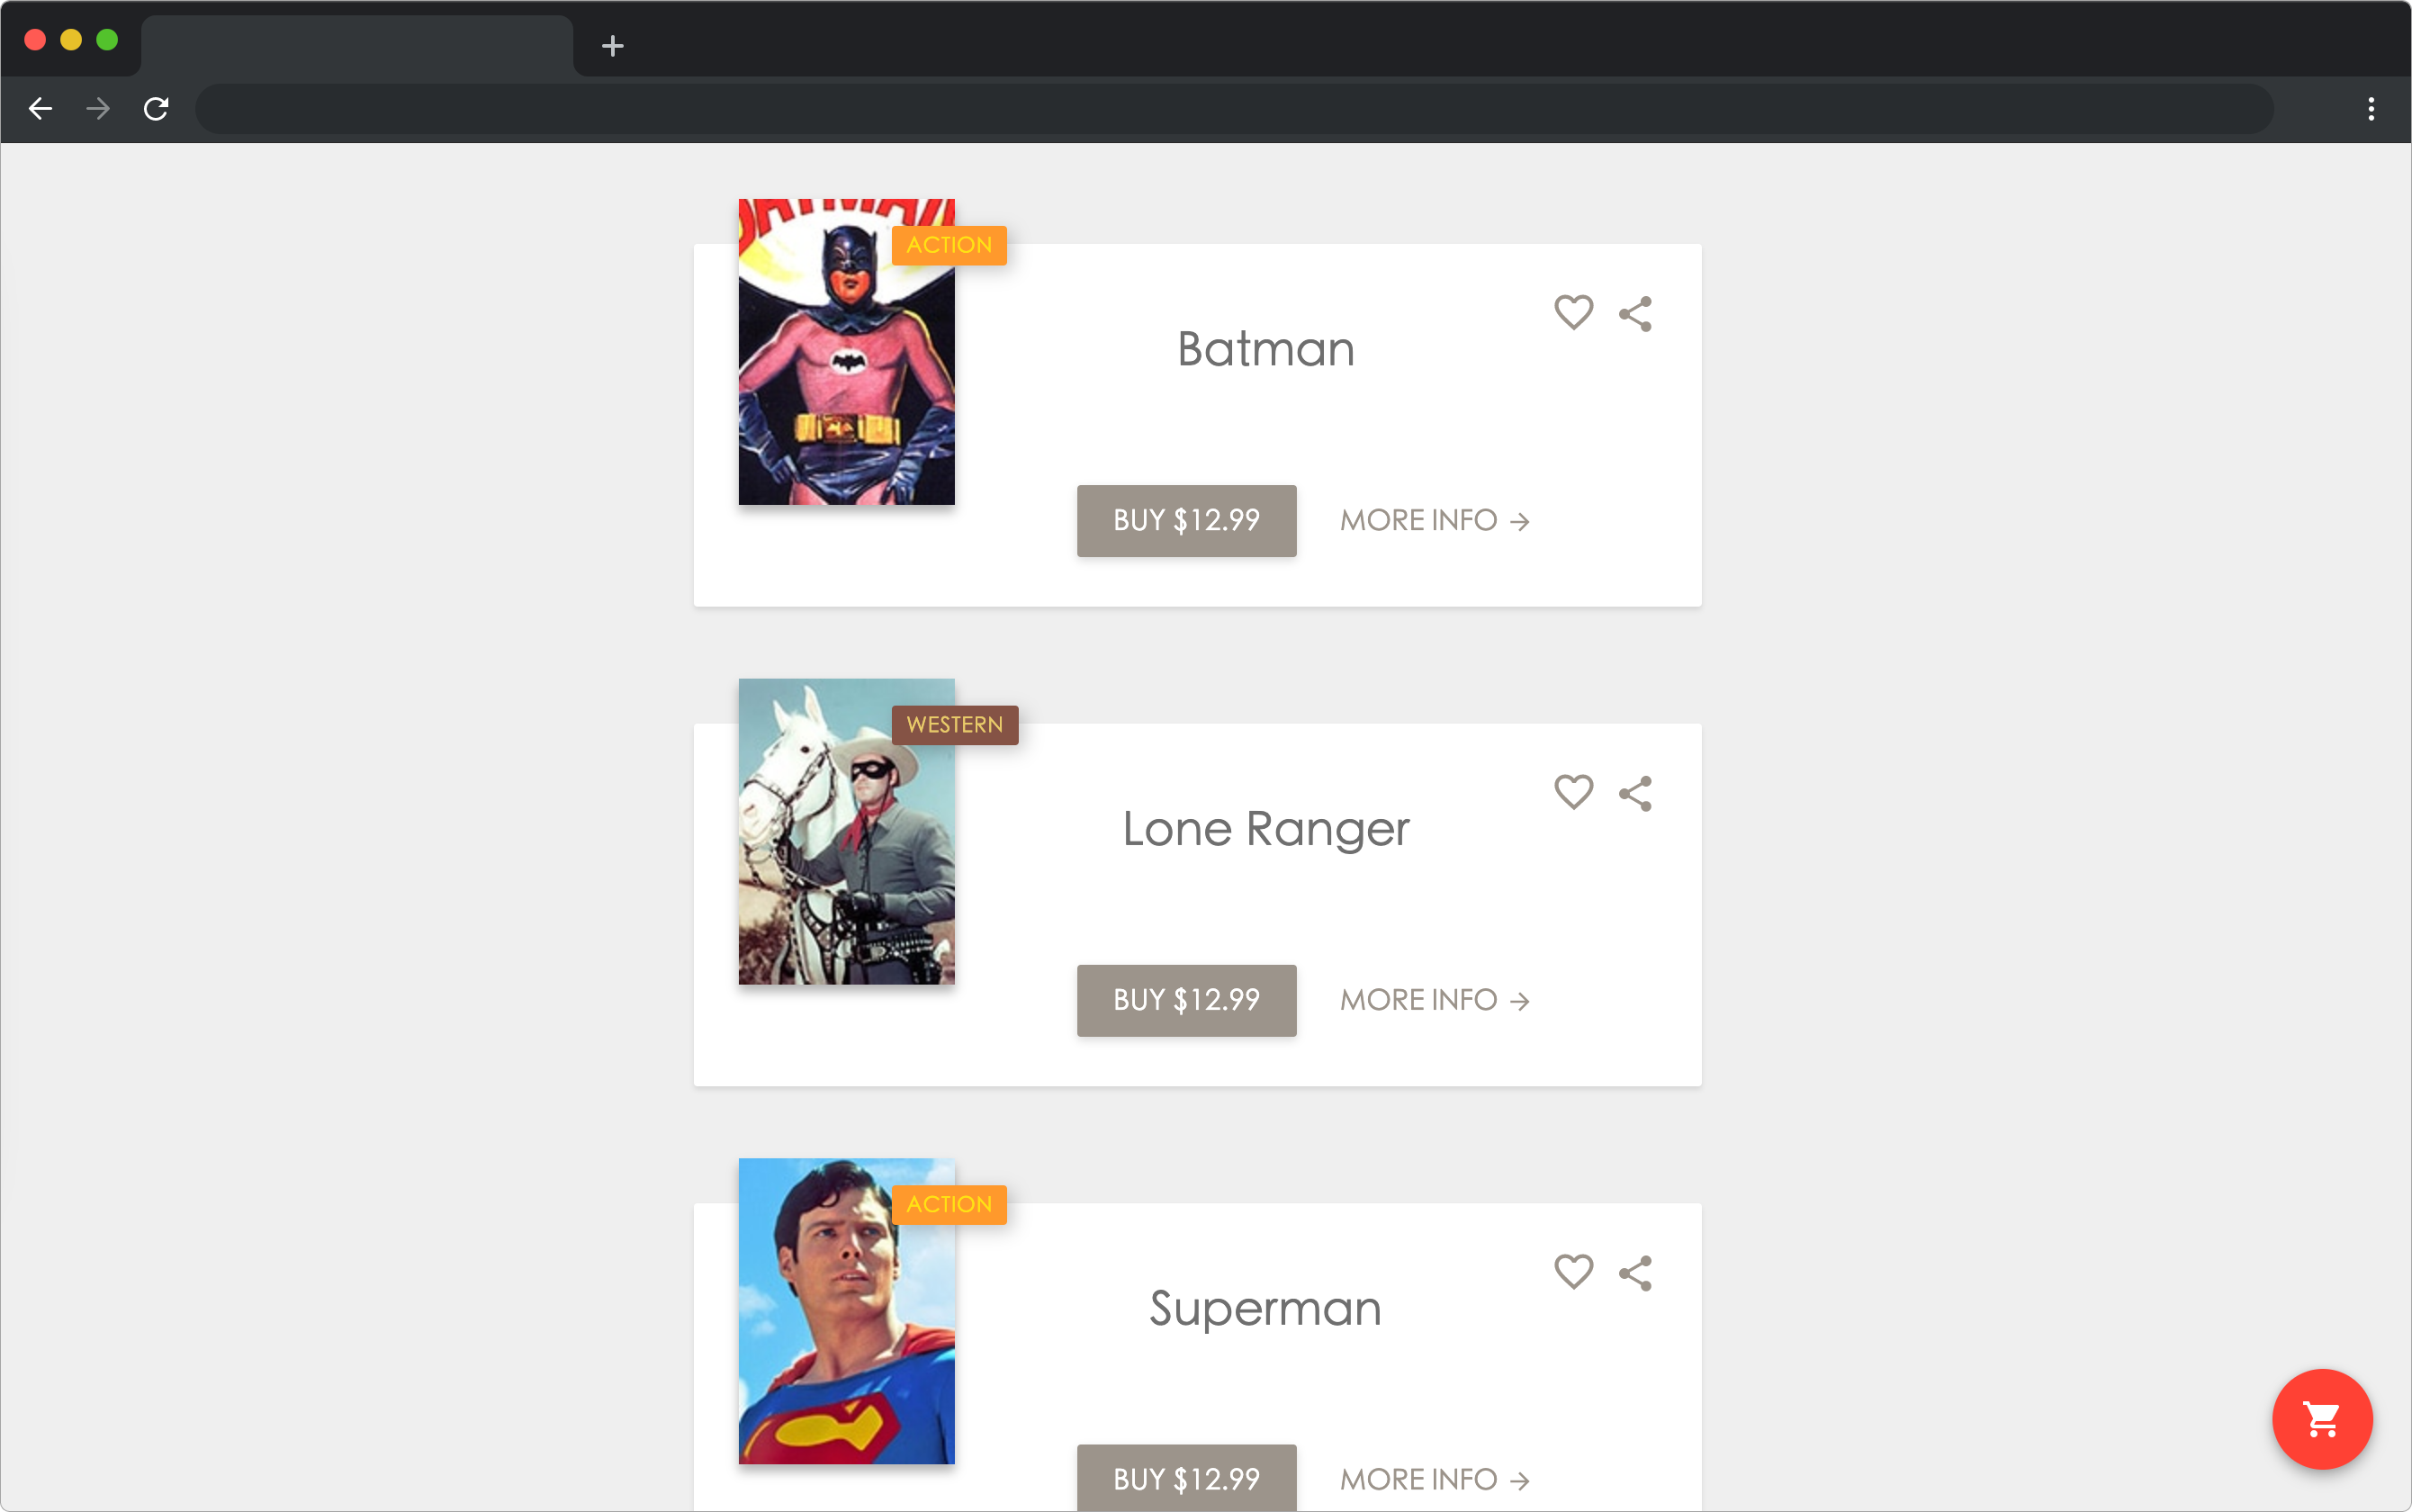 BATMAN
ACTION
Batman
BUY $12.99 MORE INFO →
WESTERN
Lone Ranger
BUY $12.99 MORE INFO →
ACTION
Superman
BUY $12.99 MORE INFO →